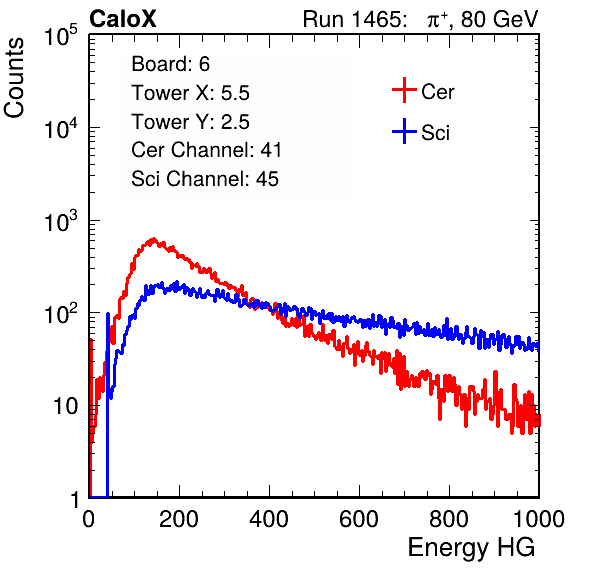 CaloX Run 1465: π⁺, 80 GeV
Counts
10⁵
10⁴
10³
10²
10
1
Board: 6
Tower X: 5.5
Tower Y: 2.5
Cer Channel: 41
Sci Channel: 45
Cer
Sci
0 200 400 600 800 1000
Energy HG